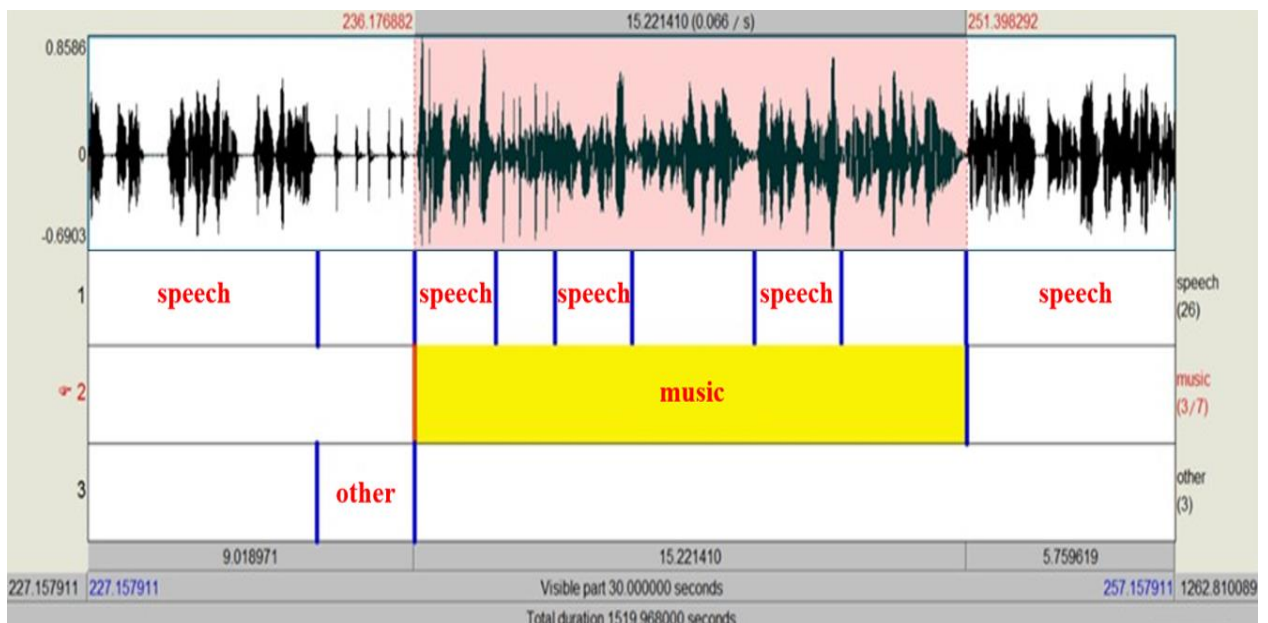 236.176882 15.221410 (0.066 / s) 251.398292
0.8586
0
-0.6903
1 speech speech speech speech speech speech
(26)
2 music music
(3/7)
3 other other
(3)
9.018971 15.221410 5.759619
227.157911 227.157911 Visible part 30.000000 seconds 257.157911 1262.810089
Total duration 1519.968000 seconds